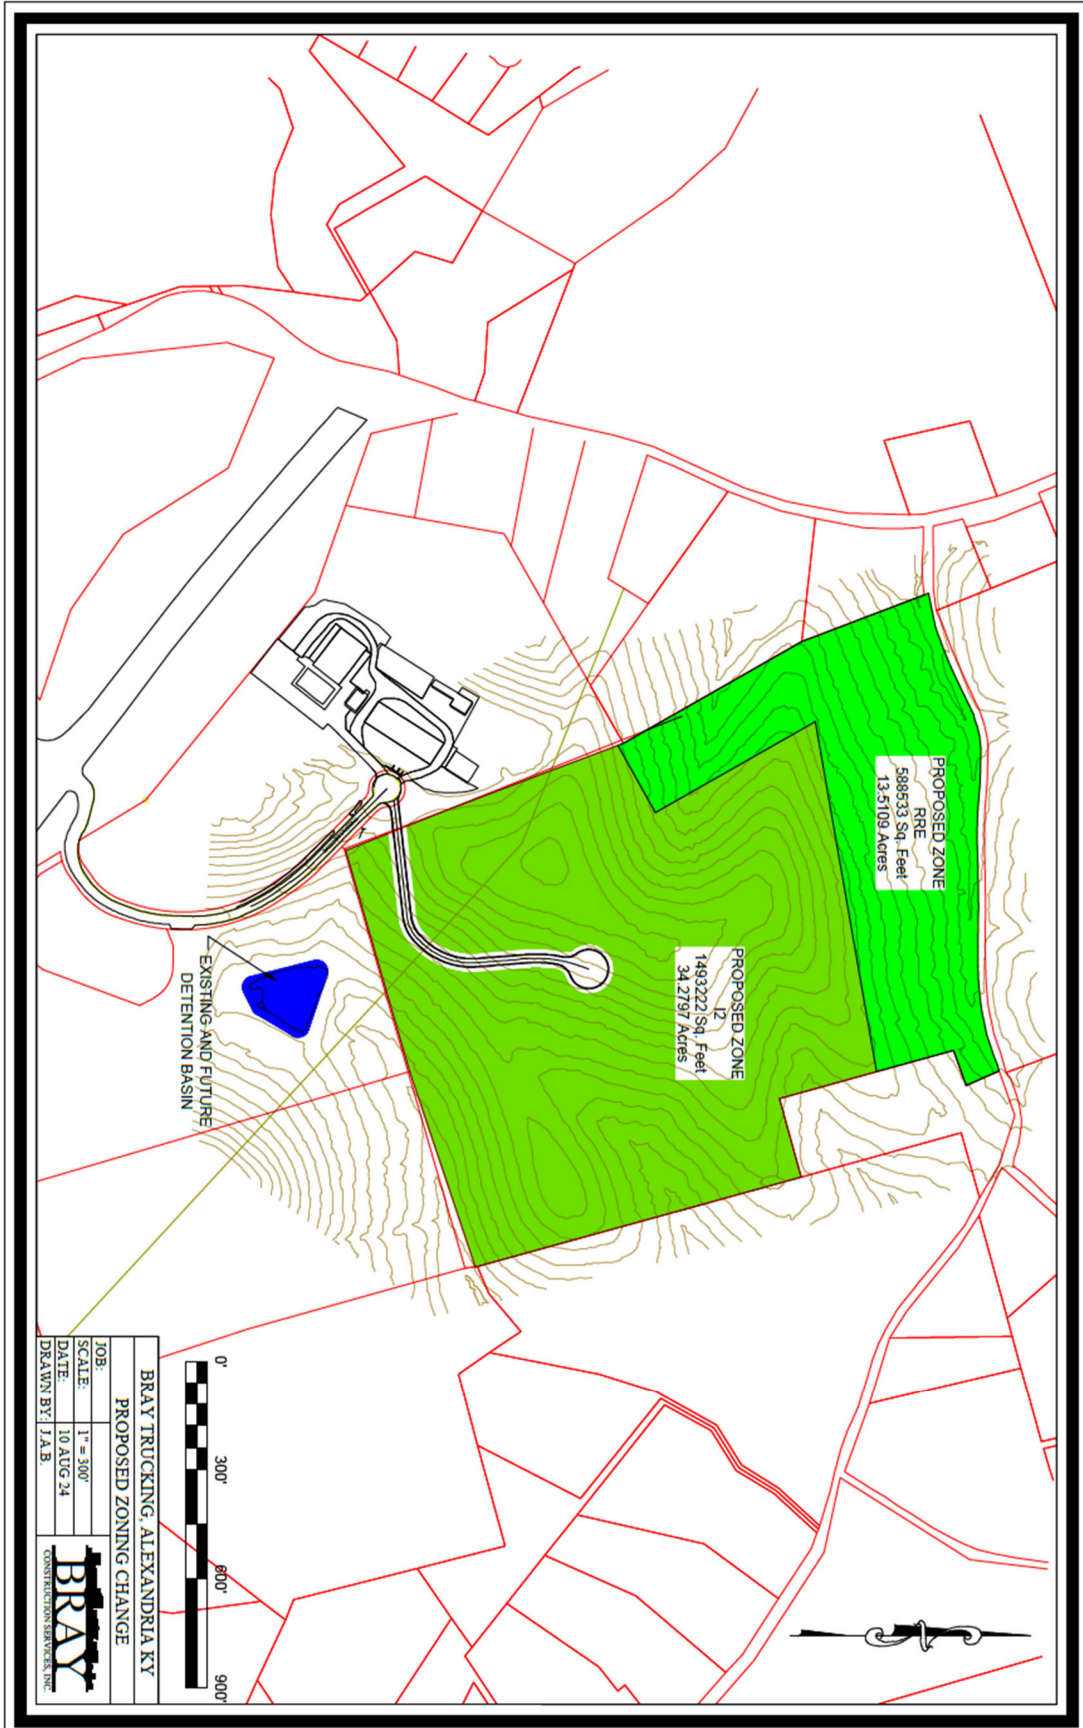 PROPOSED ZONE
RRE
588533 Sq. Feet
13.5109 Acres
PROPOSED ZONE
I2
1493222 Sq. Feet
34.2797 Acres
EXISTING AND FUTURE
DETENTION BASIN
0' 300' 600' 900'
BRAY TRUCKING, ALEXANDRIA KY
PROPOSED ZONING CHANGE
JOB:
SCALE: 1" = 300'
DATE: 10 AUG 24
DRAWN BY: J.A.B.
BRAY
CONSTRUCTION SERVICES, INC.